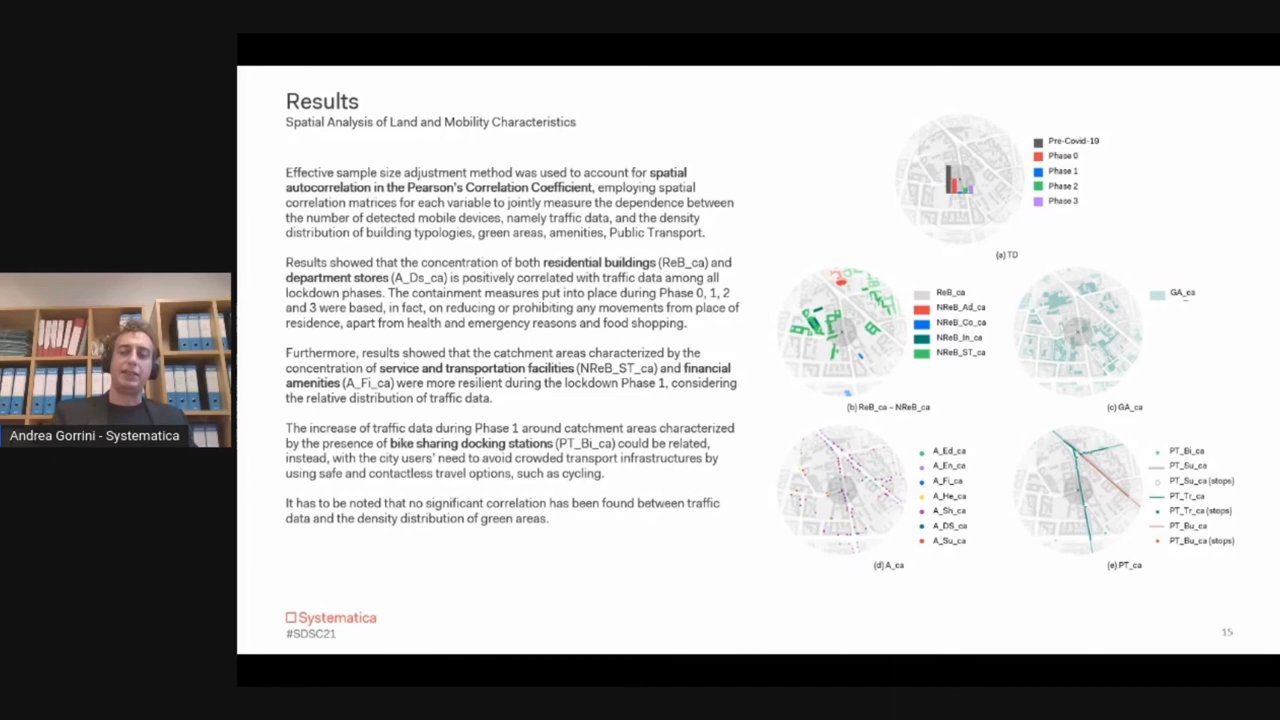 Results
Spatial Analysis of Land and Mobility Characteristics
Effective sample size adjustment method was used to account for spatial
autocorrelation in the Pearson's Correlation Coefficient, employing spatial
correlation matrices for each variable to jointly measure the dependence between
the number of detected mobile devices, namely traffic data, and the density
distribution of building typologies, green areas, amenities, Public Transport.
Results showed that the concentration of both residential buildings (ReB_ca) and
department stores (A_Ds_ca) is positively correlated with traffic data among all
lockdown phases. The containment measures put into place during Phase 0, 1, 2
and 3 were based, in fact, on reducing or prohibiting any movements from place of
residence, apart from health and emergency reasons and food shopping.
Furthermore, results showed that the catchment areas characterized by the
concentration of service and transportation facilities (NReB_ST_ca) and financial
amenities (A_Fi_ca) were more resilient during the lockdown Phase 1, considering
the relative distribution of traffic data.
The increase of traffic data during Phase 1 around catchment areas characterized
by the presence of bike sharing docking stations (PT_Bi_ca) could be related,
instead, with the city users' need to avoid crowded transport infrastructures by
using safe and contactless travel options, such as cycling.
It has to be noted that no significant correlation has been found between traffic
data and the density distribution of green areas.
Systematica
#SDSC21
Pre-Covid-19
Phase 0
Phase 1
Phase 2
Phase 3
(a) TD
ReB_ca
NReB_Ad_ca
NReB_Co_ca
NReB_In_ca
NReB_ST_ca
(b) ReB_ca - NReB_ca
GA_ca
(c) GA_ca
A_Ed_ca
A_En_ca
A_Fi_ca
A_He_ca
A_Sh_ca
A_DS_ca
A_Su_ca
(d) A_ca
PT_Bi_ca
PT_Su_ca
PT_Su_ca (stops)
PT_Tr_ca
PT_Tr_ca (stops)
PT_Bu_ca
PT_Bu_ca (stops)
(e) PT_ca
15
Andrea Gorrini - Systematica